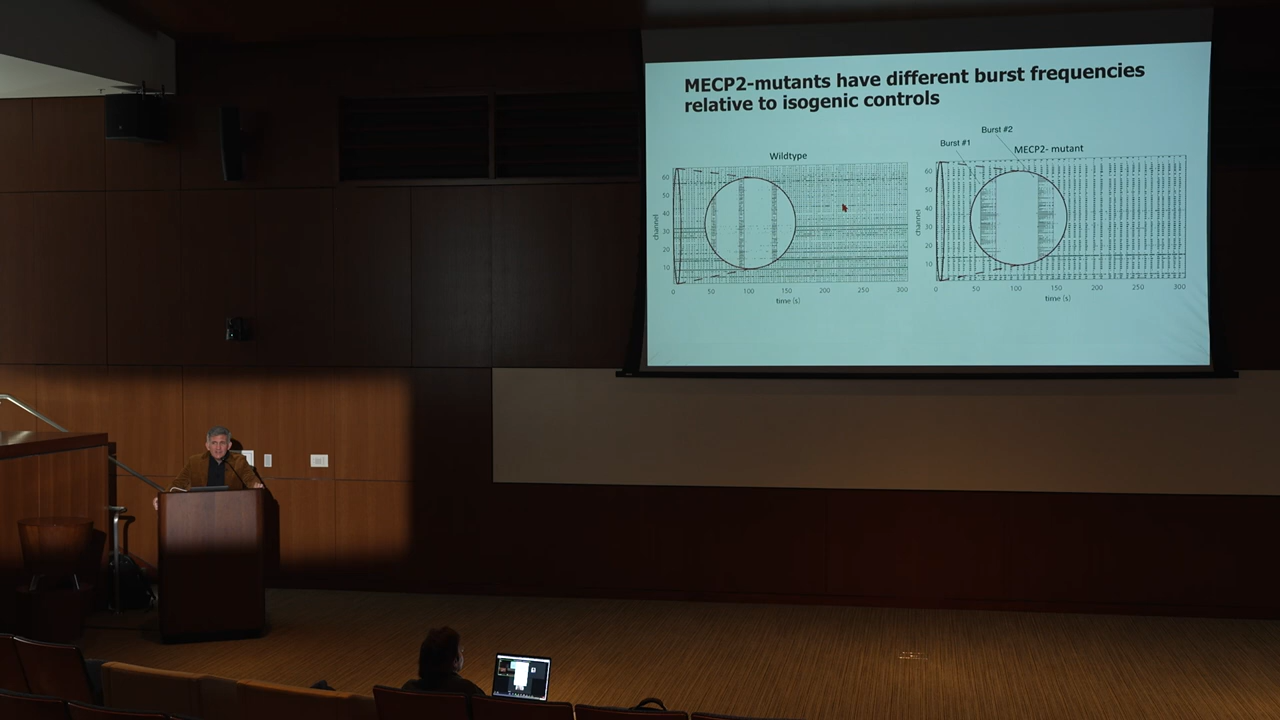 MECP2-mutants have different burst frequencies
relative to isogenic controls
Wildtype
channel
60
50
40
30
20
10
0
50
100
150
200
250
300
time (s)
Burst #2
Burst #1
MECP2- mutant
channel
60
50
40
30
20
10
0
50
100
150
200
250
300
time (s)